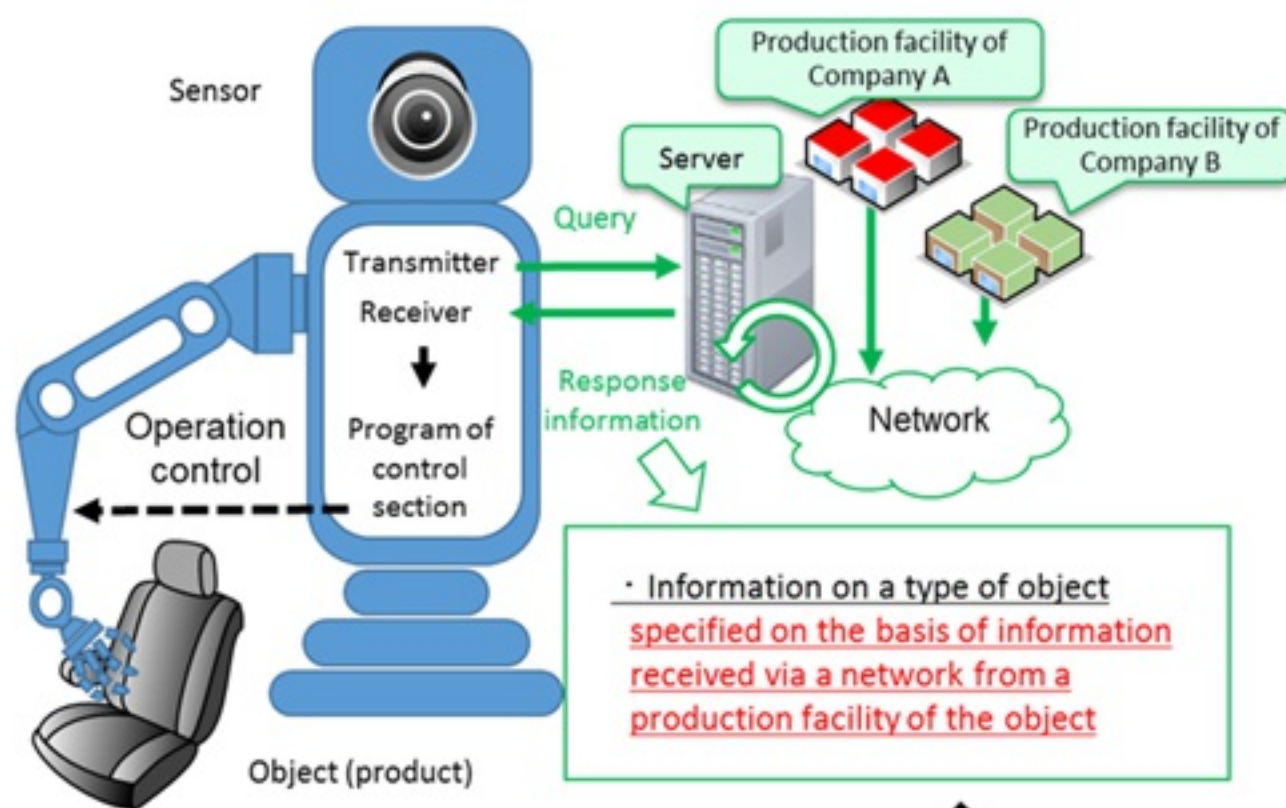 Sensor
Production facility of
Company A
Production facility of
Company B
Server
Query
Transmitter
Receiver
Response
information
Network
Operation
control
Program of
control
section
・Information on a type of object
specified on the basis of information
received via a network from a
production facility of the object
Object (product)